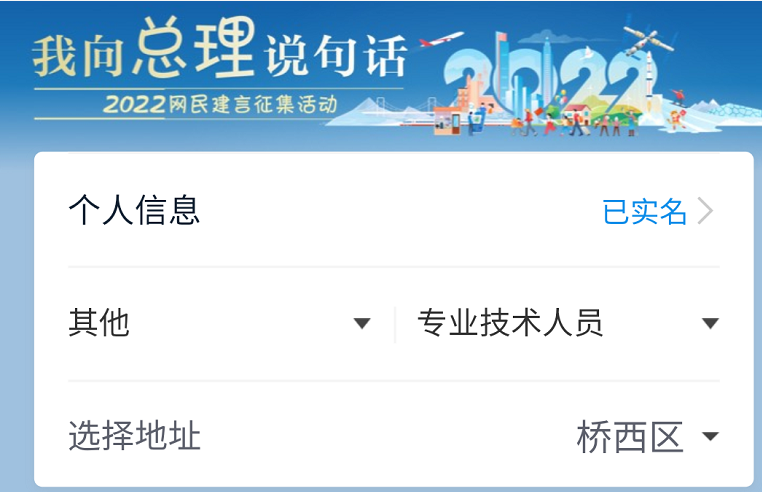 我向总理说句话
2022网民建言征集活动
2022
个人信息 已实名
其他 专业技术人员
选择地址 桥西区